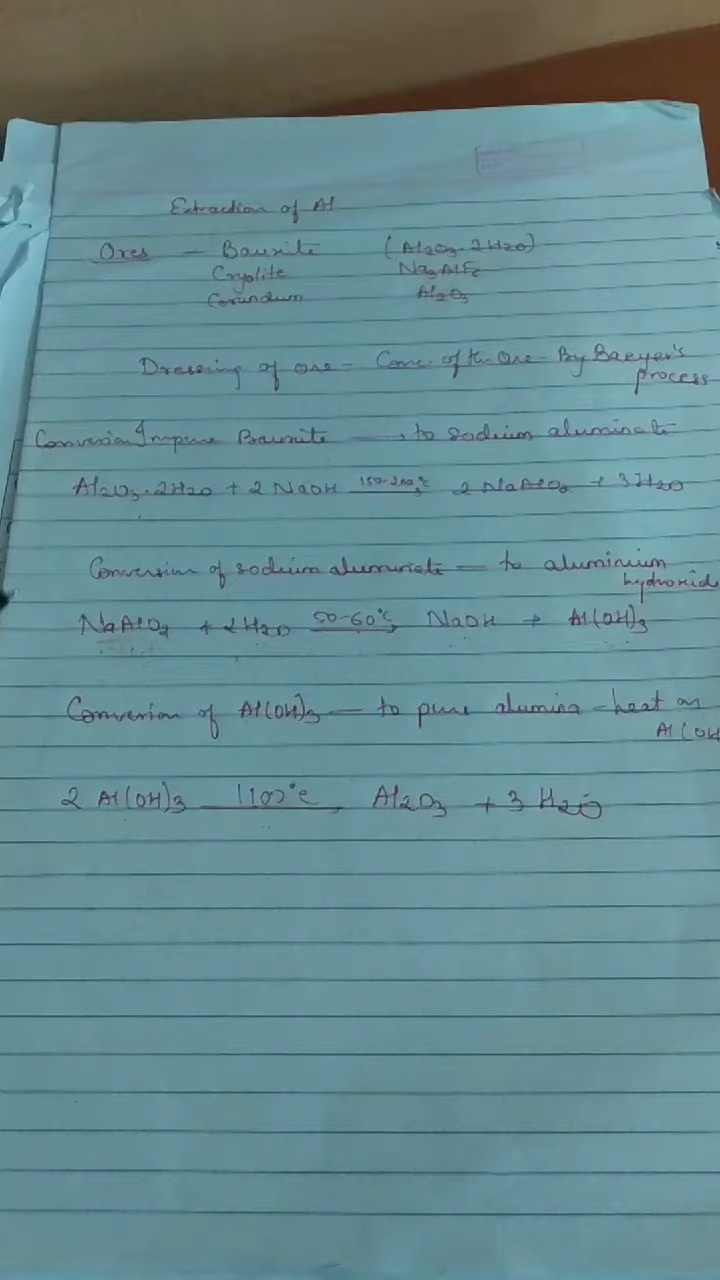 Extraction of Al
Ores - Bauxite (Al2O3.2H2O)
Cryolite Na3AlF6
Corundum Al2O3
Dressing of ore - Conc. of the Ore - By Baeyer's
process
Conversion of Impure Bauxite → to sodium aluminate
Al2O3.2H2O + 2 NaOH 150-200°C 2 NaAlO2 + 3H2O
Conversion of sodium aluminate - to aluminium
hydroxide
NaAlO2 + 2H2O 50-60°C → NaOH + Al(OH)3
Conversion of Al(OH)3 - to pure alumina - heat on
Al(OH
2 Al(OH)3 1100°C → Al2O3 + 3 H2O